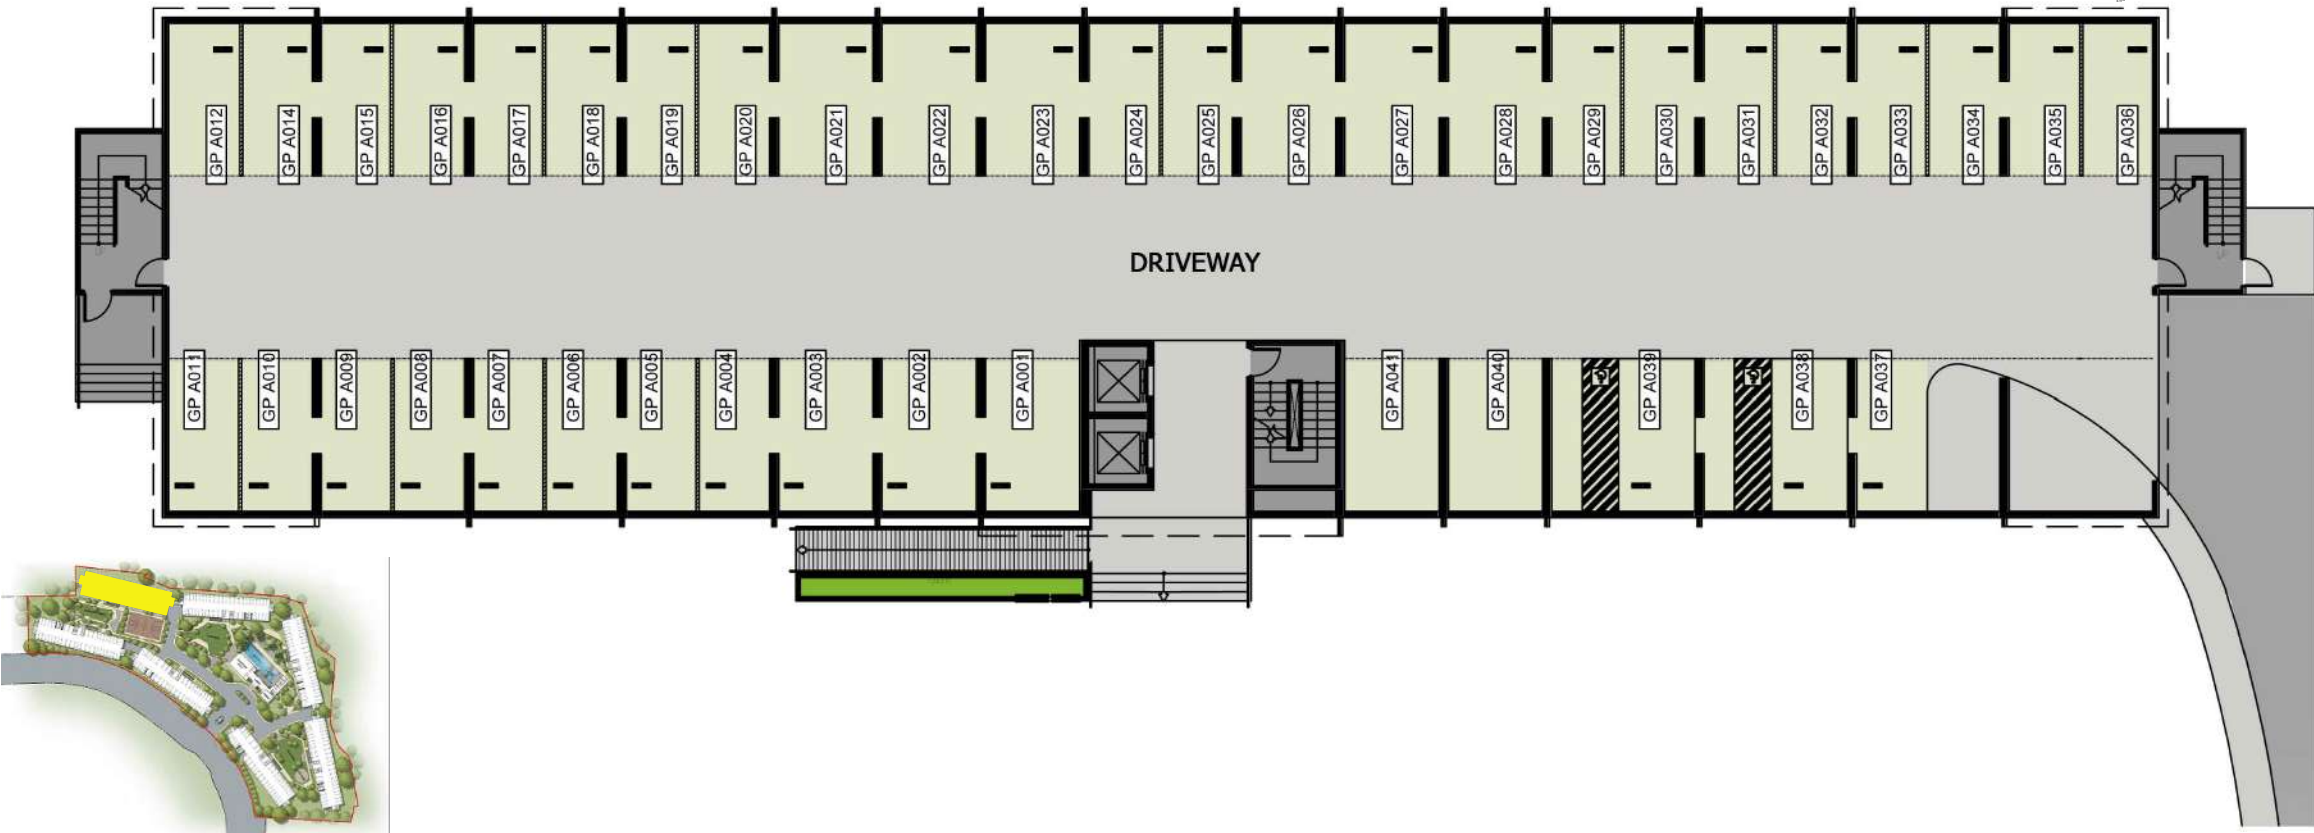 GP A012
GP A014
GP A015
GP A016
GP A017
GP A018
GP A019
GP A020
GP A021
GP A022
GP A023
GP A024
GP A025
GP A026
GP A027
GP A028
GP A029
GP A030
GP A031
GP A032
GP A033
GP A034
GP A035
GP A036
DRIVEWAY
GP A011
GP A010
GP A009
GP A008
GP A007
GP A006
GP A005
GP A004
GP A003
GP A002
GP A001
GP A041
GP A040
GP A039
GP A038
GP A037